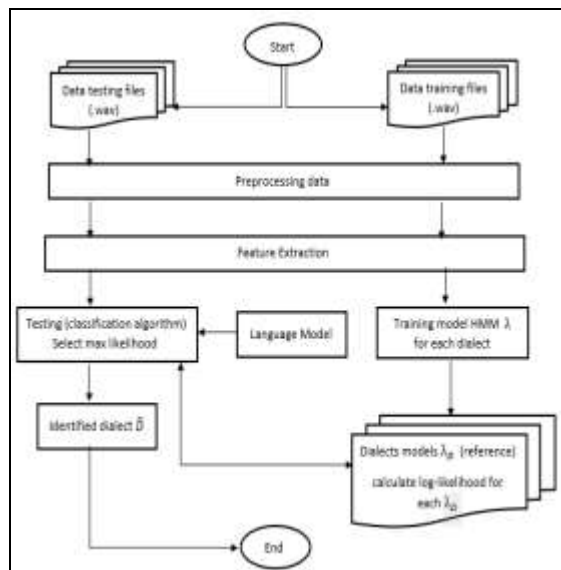 Start
Data testing files
(.wav)
Data training files
(.wav)
Preprocessing data
Feature Extraction
Testing (classification algorithm)
Select max likelihood
Language Model
Training model HMM λ
for each dialect
Identified dialect D̂
Dialects models λ (reference)
calculate log-likelihood for
each λ
End